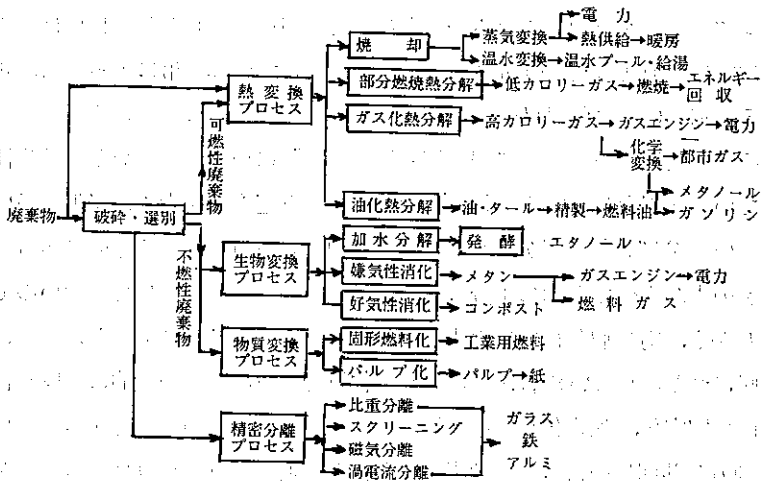 電力
焼却
蒸気変換
熱供給
暖房
温水変換
温水プール・給湯
熱変換
プロセス
部分燃焼熱分解
低カロリーガス
燃焼
エネルギー
回収
可燃性廃棄物
ガス化熱分解
高カロリーガス
ガスエンジン
電力
化学
変換
都市ガス
メタノール
油化熱分解
油・タール
精製
燃料油
ガソリン
廃棄物
破砕・選別
不燃性廃棄物
生物変換
プロセス
加水分解
発酵
エタノール
嫌気性消化
メタン
ガスエンジン
電力
燃料ガス
好気性消化
コンポスト
物質変換
プロセス
固形燃料化
工業用燃料
パルプ化
パルプ
紙
精密分離
プロセス
比重分離
スクリーニング
磁気分離
渦電流分離
ガラス
鉄
アルミ